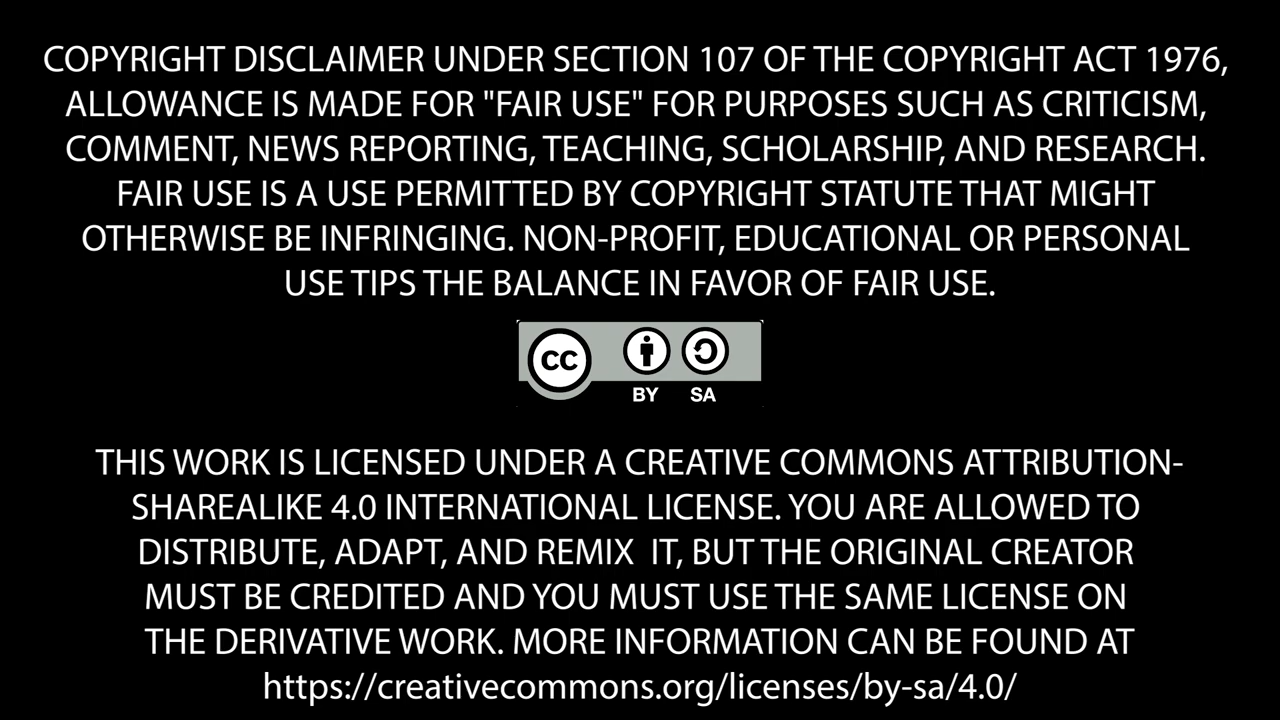 COPYRIGHT DISCLAIMER UNDER SECTION 107 OF THE COPYRIGHT ACT 1976,
ALLOWANCE IS MADE FOR "FAIR USE" FOR PURPOSES SUCH AS CRITICISM,
COMMENT, NEWS REPORTING, TEACHING, SCHOLARSHIP, AND RESEARCH.
FAIR USE IS A USE PERMITTED BY COPYRIGHT STATUTE THAT MIGHT
OTHERWISE BE INFRINGING. NON-PROFIT, EDUCATIONAL OR PERSONAL
USE TIPS THE BALANCE IN FAVOR OF FAIR USE.
CC
BY SA
THIS WORK IS LICENSED UNDER A CREATIVE COMMONS ATTRIBUTION-
SHAREALIKE 4.0 INTERNATIONAL LICENSE. YOU ARE ALLOWED TO
DISTRIBUTE, ADAPT, AND REMIX IT, BUT THE ORIGINAL CREATOR
MUST BE CREDITED AND YOU MUST USE THE SAME LICENSE ON
THE DERIVATIVE WORK. MORE INFORMATION CAN BE FOUND AT
https://creativecommons.org/licenses/by-sa/4.0/